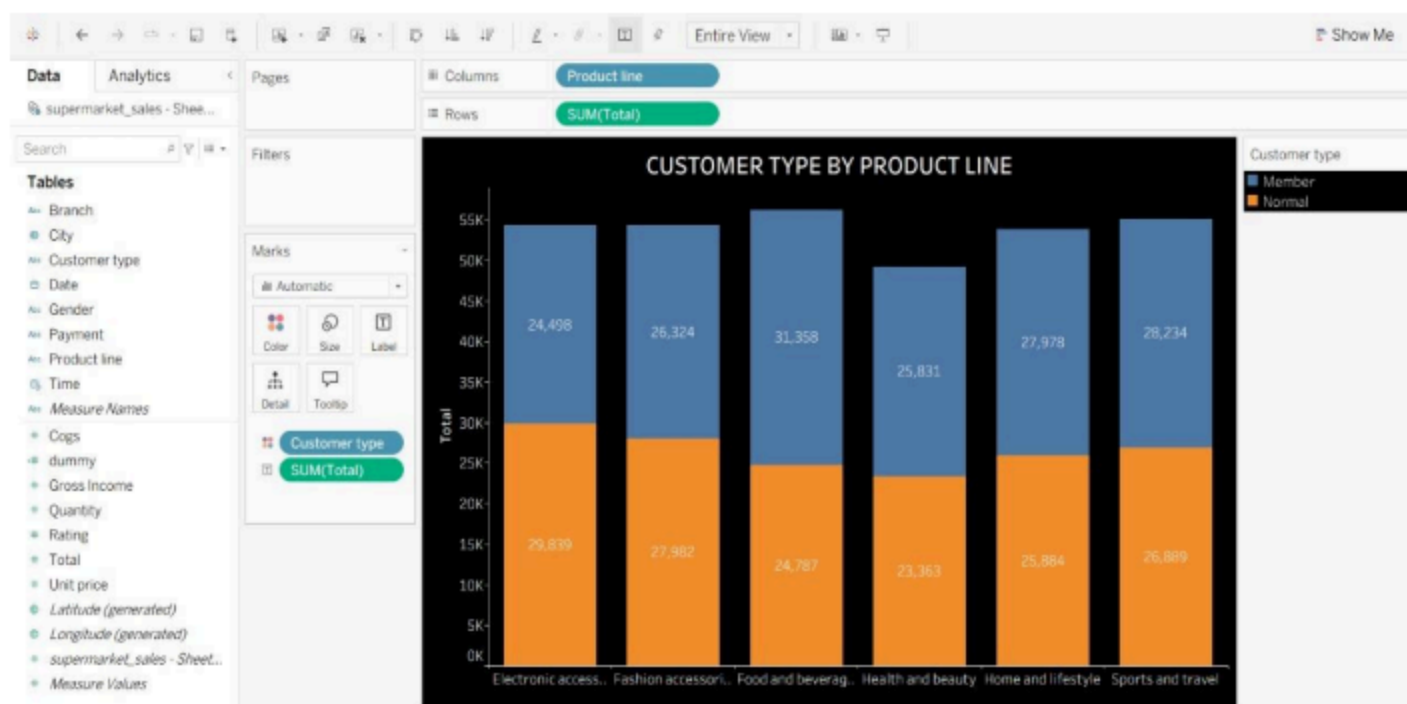 Entire View
Show Me
Data
Analytics
Pages
Columns
Product line
supermarket_sales - Shee...
Rows
SUM(Total)
Search
Filters
Tables
Abc Branch
City
Abc Customer type
Date
Abc Gender
Abc Payment
Abc Product line
Time
Abc Measure Names
Cogs
dummy
Gross Income
Quantity
Rating
Total
Unit price
Latitude (generated)
Longitude (generated)
supermarket_sales - Sheet...
Measure Values
Marks
Automatic
Color
Size
Label
Detail
Tooltip
Customer type
SUM(Total)
CUSTOMER TYPE BY PRODUCT LINE
Total
55K
50K
45K
40K
35K
30K
25K
20K
15K
10K
5K
0K
24,498
26,324
31,358
25,831
27,978
28,234
29,839
27,982
24,787
23,363
25,884
26,889
Electronic access..
Fashion accessori..
Food and beverag..
Health and beauty
Home and lifestyle
Sports and travel
Customer type
Member
Normal